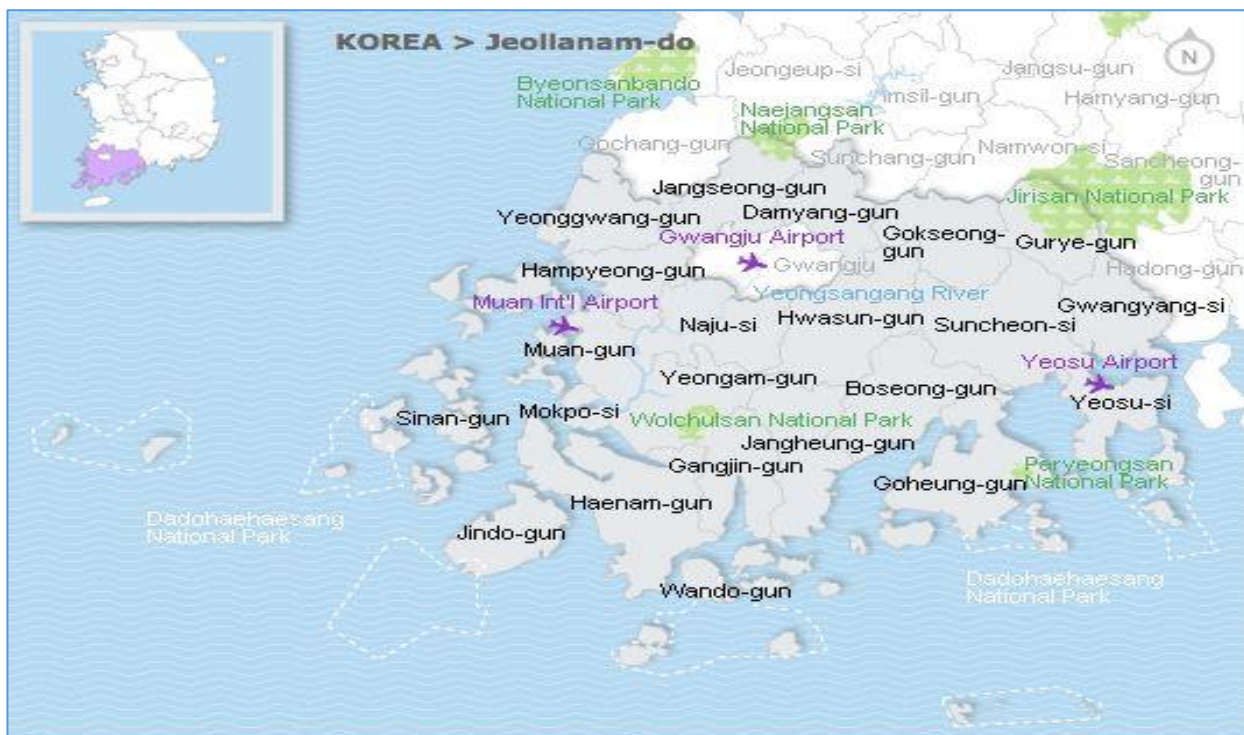 KOREA > Jeollanam-do
N
Byeonsanbando
National Park
Jeongeup-si
Jangsu-gun
Imsil-gun
Hamyang-gun
Naejangsan
National Park
Gochang-gun
Sunchang-gun
Namwon-si
Sancheong-
gun
Jangseong-gun
Jirisan National Park
Yeonggwang-gun
Damyang-gun
Gwangju Airport
Gokseong-
gun
Gurye-gun
Gwangju
Hampyeong-gun
Hadong-gun
Muan Int'l Airport
Yeongsangang River
Gwangyang-si
Naju-si
Hwasun-gun
Suncheon-si
Muan-gun
Yeosu Airport
Yeongam-gun
Boseong-gun
Yeosu-si
Sinan-gun
Mokpo-si
Wolchulsan National Park
Jangheung-gun
Gangjin-gun
Paryeongsan
National Park
Goheung-gun
Haenam-gun
Dadohaehaesang
National Park
Jindo-gun
Dadohaehaesang
National Park
Wando-gun